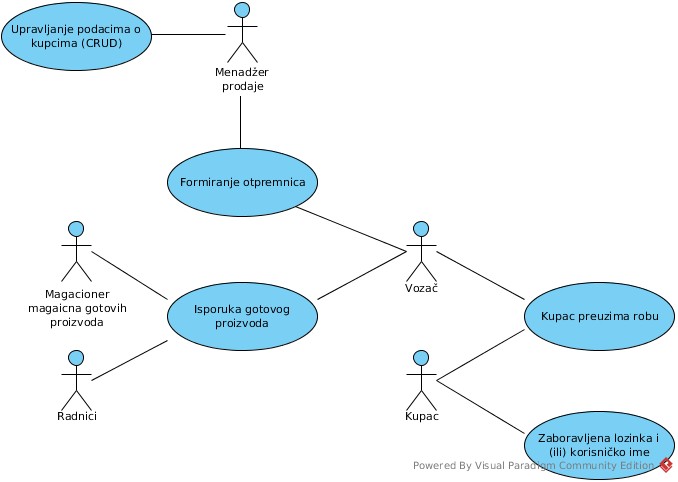 Upravljanje podacima o
kupcima (CRUD)
Menadžer
prodaje
Formiranje otpremnica
Magacioner
magaicna gotovih
proizvoda
Isporuka gotovog
proizvoda
Vozač
Kupac preuzima robu
Radnici
Kupac
Zaboravljena lozinka i
(ili) korisničko ime
Powered By Visual Paradigm Community Edition